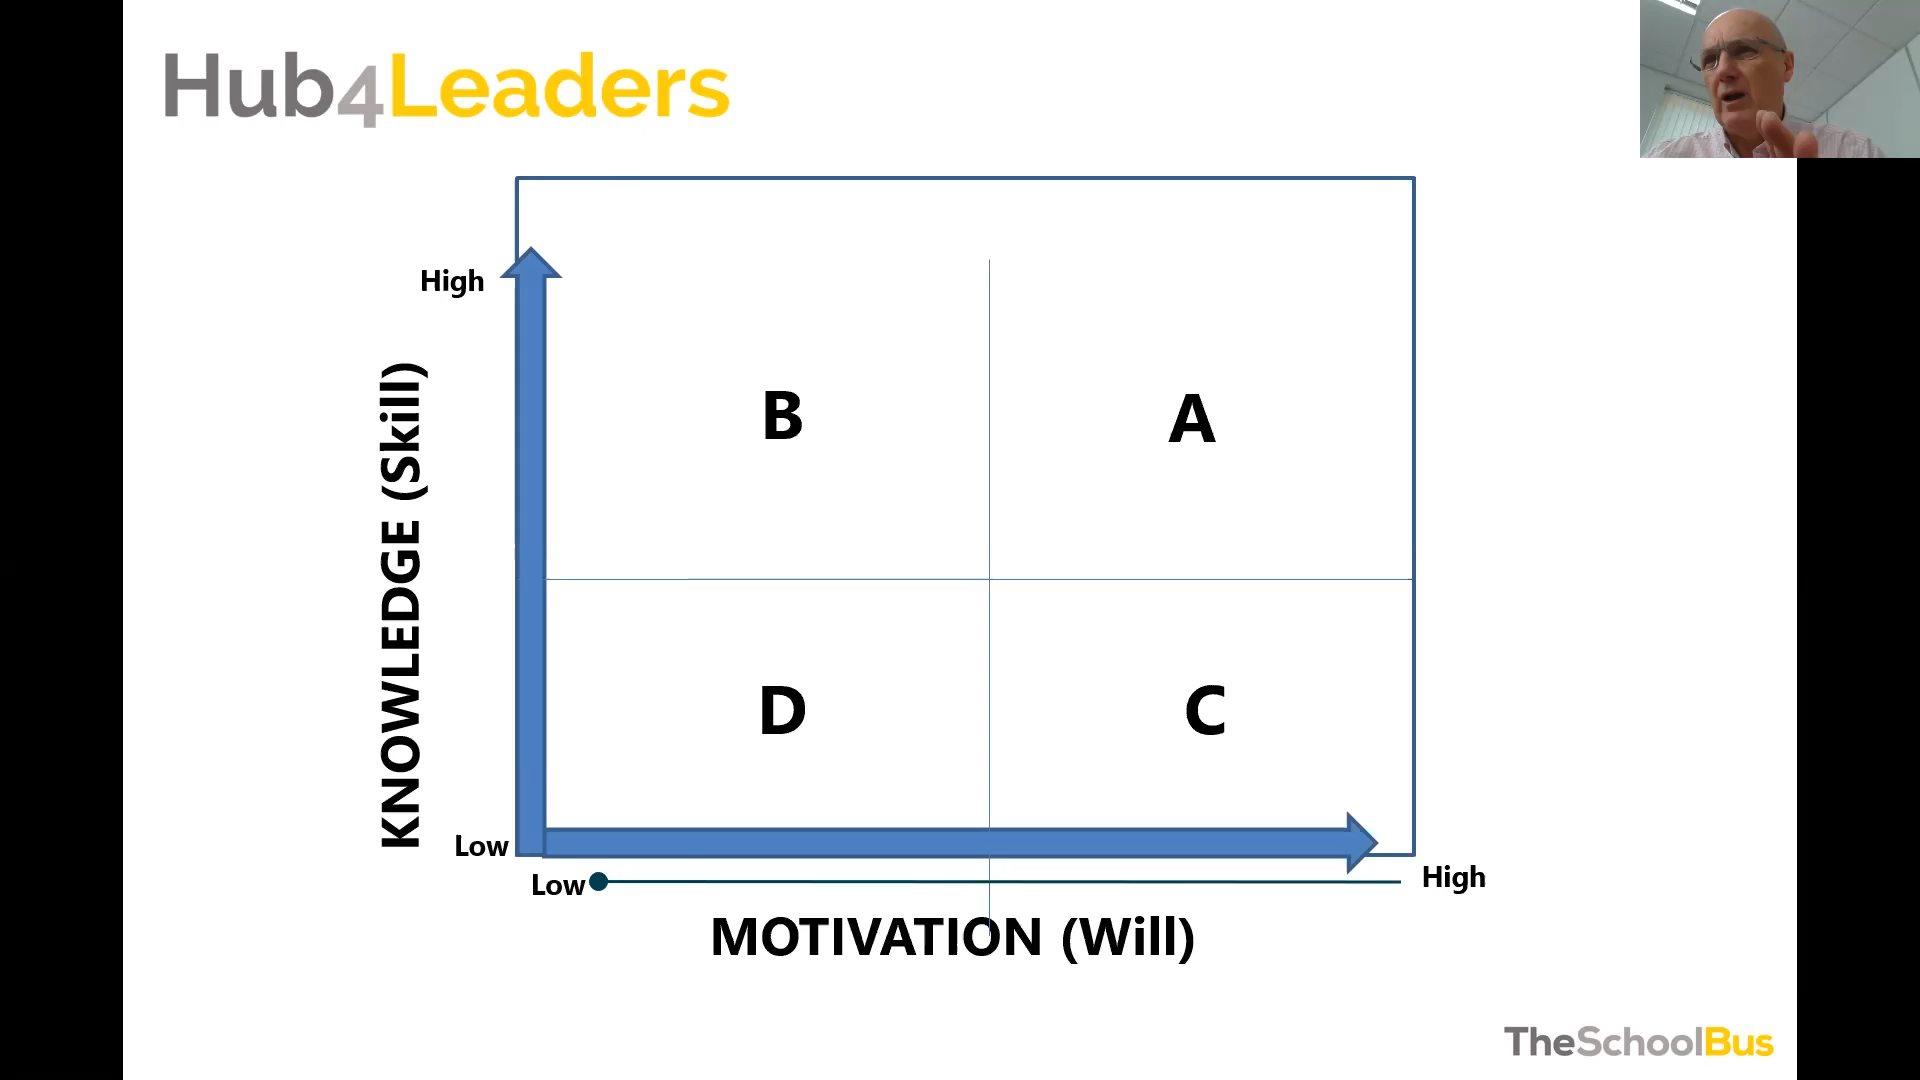 Hub4Leaders
High
KNOWLEDGE (Skill)
B
A
D
C
Low
Low
High
MOTIVATION (Will)
TheSchoolBus